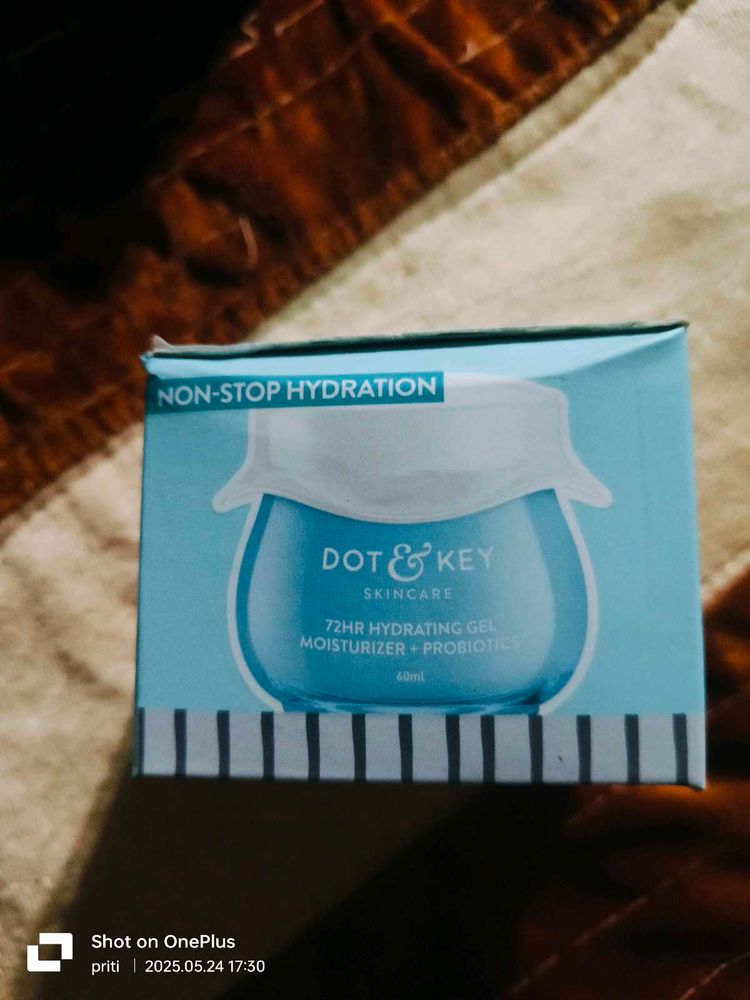 NON-STOP HYDRATION
DOT & KEY
SKINCARE
72HR HYDRATING GEL
MOISTURIZER + PROBIOTICS
60ml
Shot on OnePlus
priti | 2025.05.24 17:30